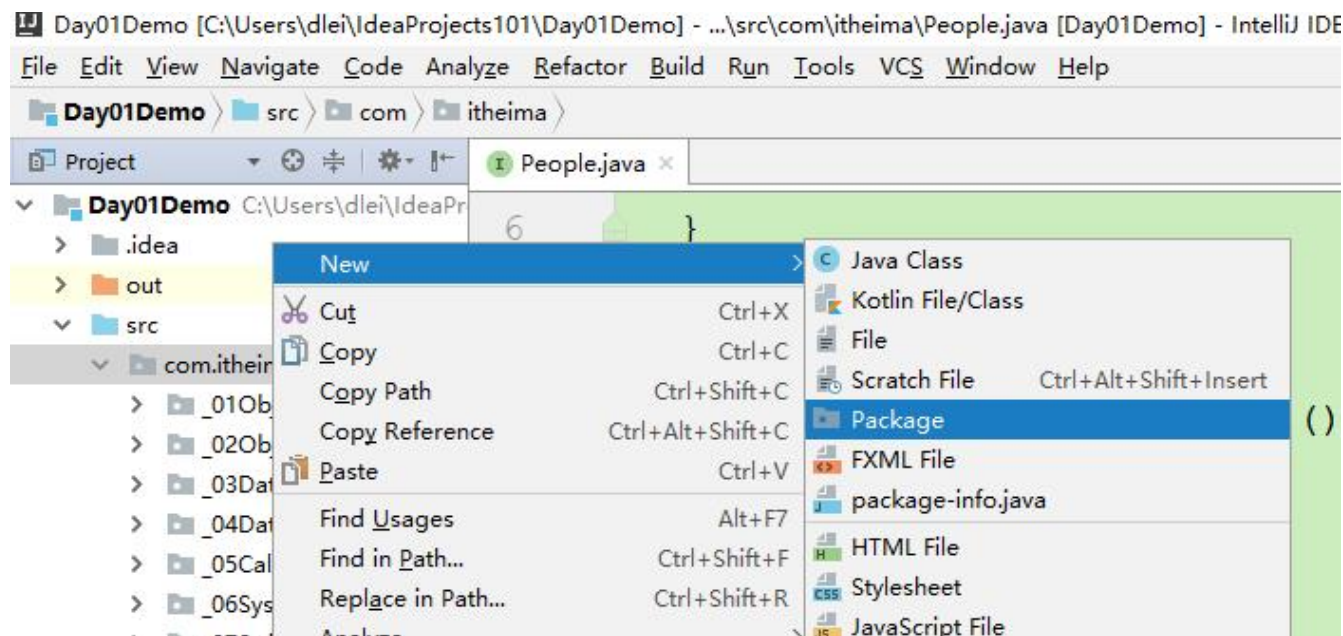 Day01Demo [C:\Users\dlei\IdeaProjects101\Day01Demo] - ...\src\com\itheima\People.java [Day01Demo] - IntelliJ IDE
File Edit View Navigate Code Analyze Refactor Build Run Tools VCS Window Help
Day01Demo src com itheima
Project
People.java
Day01Demo C:\Users\dlei\IdeaPr
6 }
.idea
out
src
com.itheim
_01Ob
_02Ob
_03Dat
_04Dat
_05Cal
_06Sys
New
Cut Ctrl+X
Copy Ctrl+C
Copy Path Ctrl+Shift+C
Copy Reference Ctrl+Alt+Shift+C
Paste Ctrl+V
Find Usages Alt+F7
Find in Path... Ctrl+Shift+F
Replace in Path... Ctrl+Shift+R
Java Class
Kotlin File/Class
File
Scratch File Ctrl+Alt+Shift+Insert
Package
FXML File
package-info.java
HTML File
Stylesheet
JavaScript File
()